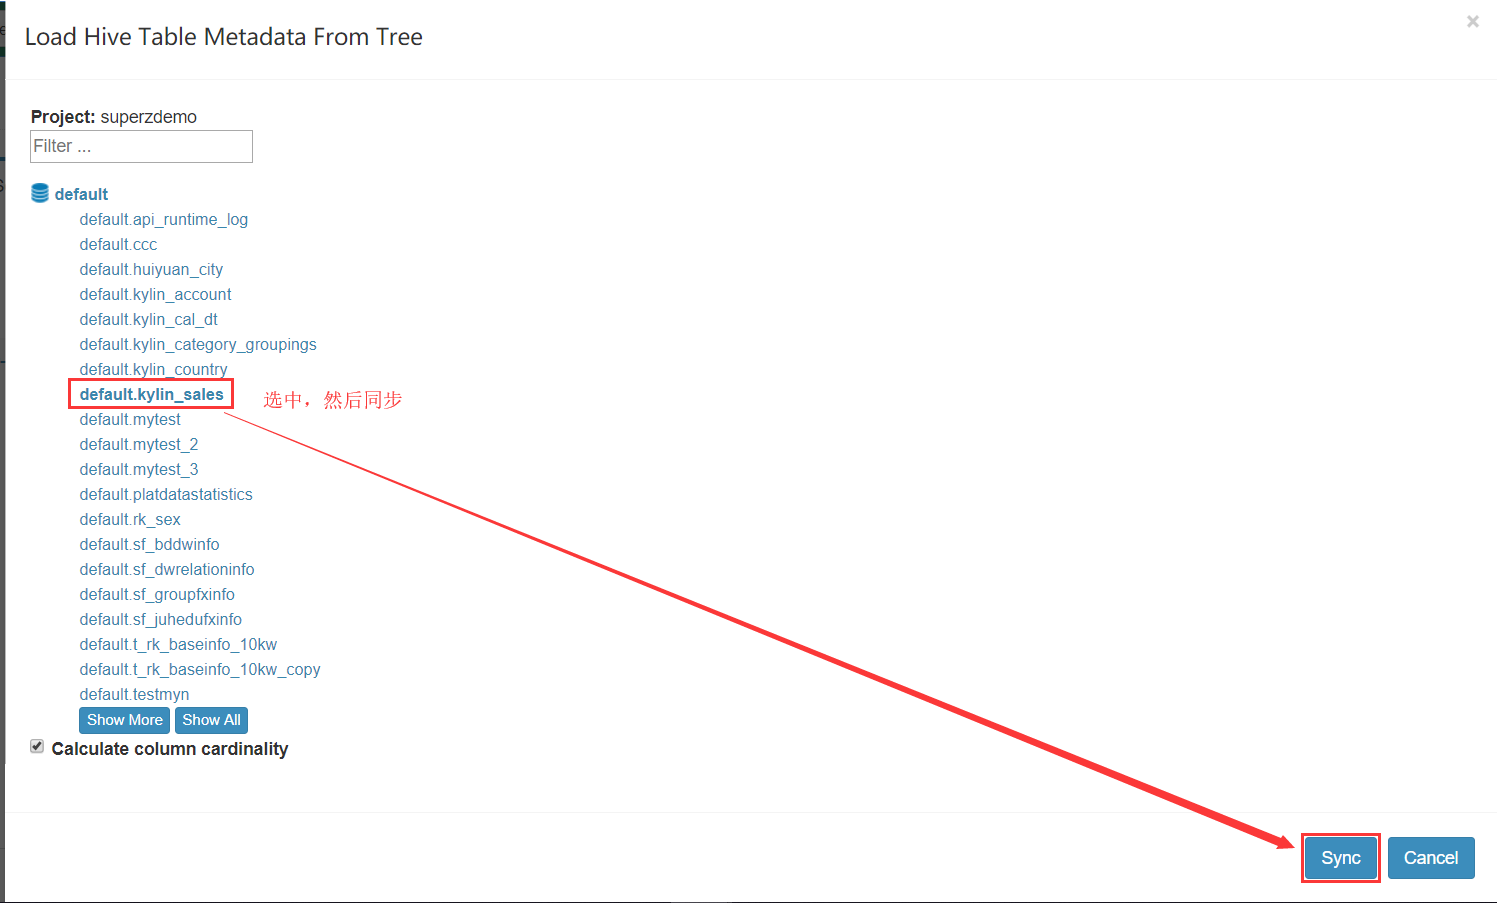 Load Hive Table Metadata From Tree
×
Project: superzdemo
Filter ...
default
default.api_runtime_log
default.ccc
default.huiyuan_city
default.kylin_account
default.kylin_cal_dt
default.kylin_category_groupings
default.kylin_country
default.kylin_sales
选中，然后同步
default.mytest
default.mytest_2
default.mytest_3
default.platdatastatistics
default.rk_sex
default.sf_bddwinfo
default.sf_dwrelationinfo
default.sf_groupfxinfo
default.sf_juhedufxinfo
default.t_rk_baseinfo_10kw
default.t_rk_baseinfo_10kw_copy
default.testmyn
Show More Show All
Calculate column cardinality
Sync Cancel